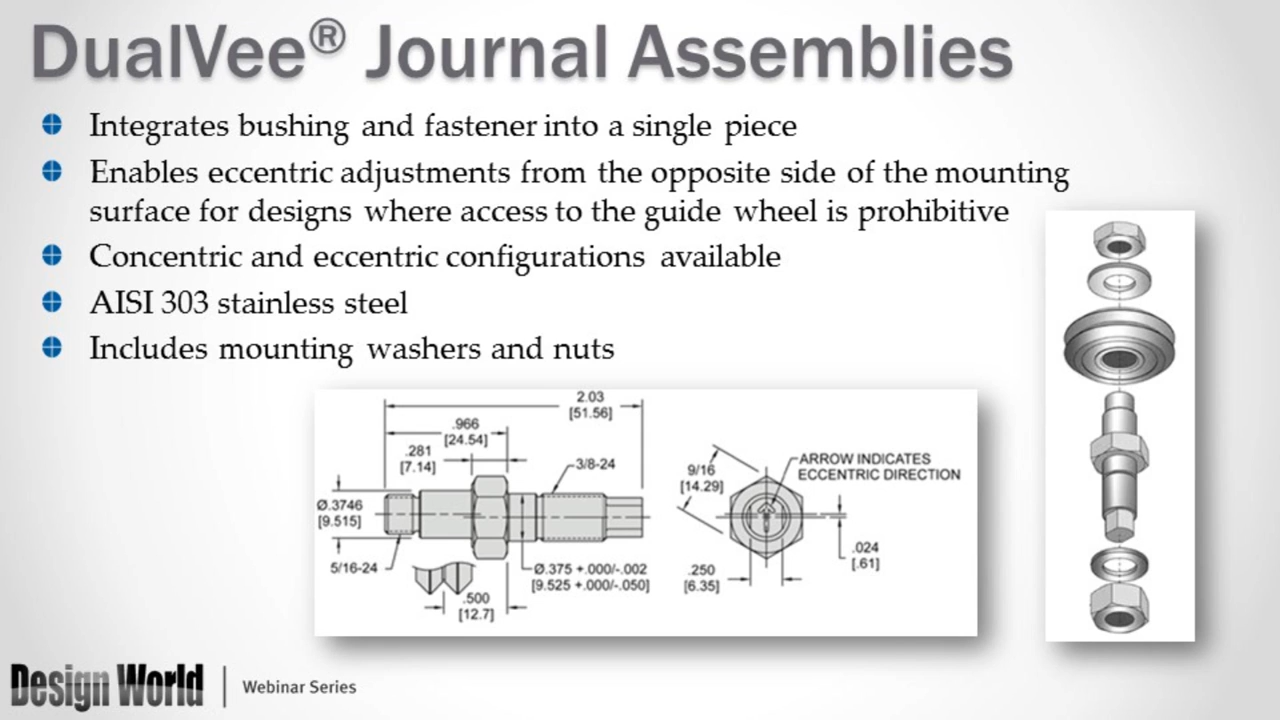 DualVee® Journal Assemblies
Integrates bushing and fastener into a single piece
Enables eccentric adjustments from the opposite side of the mounting
surface for designs where access to the guide wheel is prohibitive
Concentric and eccentric configurations available
AISI 303 stainless steel
Includes mounting washers and nuts
2.03
[51.56]
.966
[24.54]
.281
[7.14]
3/8-24
Ø.3746
[9.515]
5/16-24
Ø.375 +.000/-.002
[9.525 +.000/-.050]
.500
[12.7]
9/16
[14.29]
ARROW INDICATES
ECCENTRIC DIRECTION
.024
[.61]
.250
[6.35]
Design World
Webinar Series